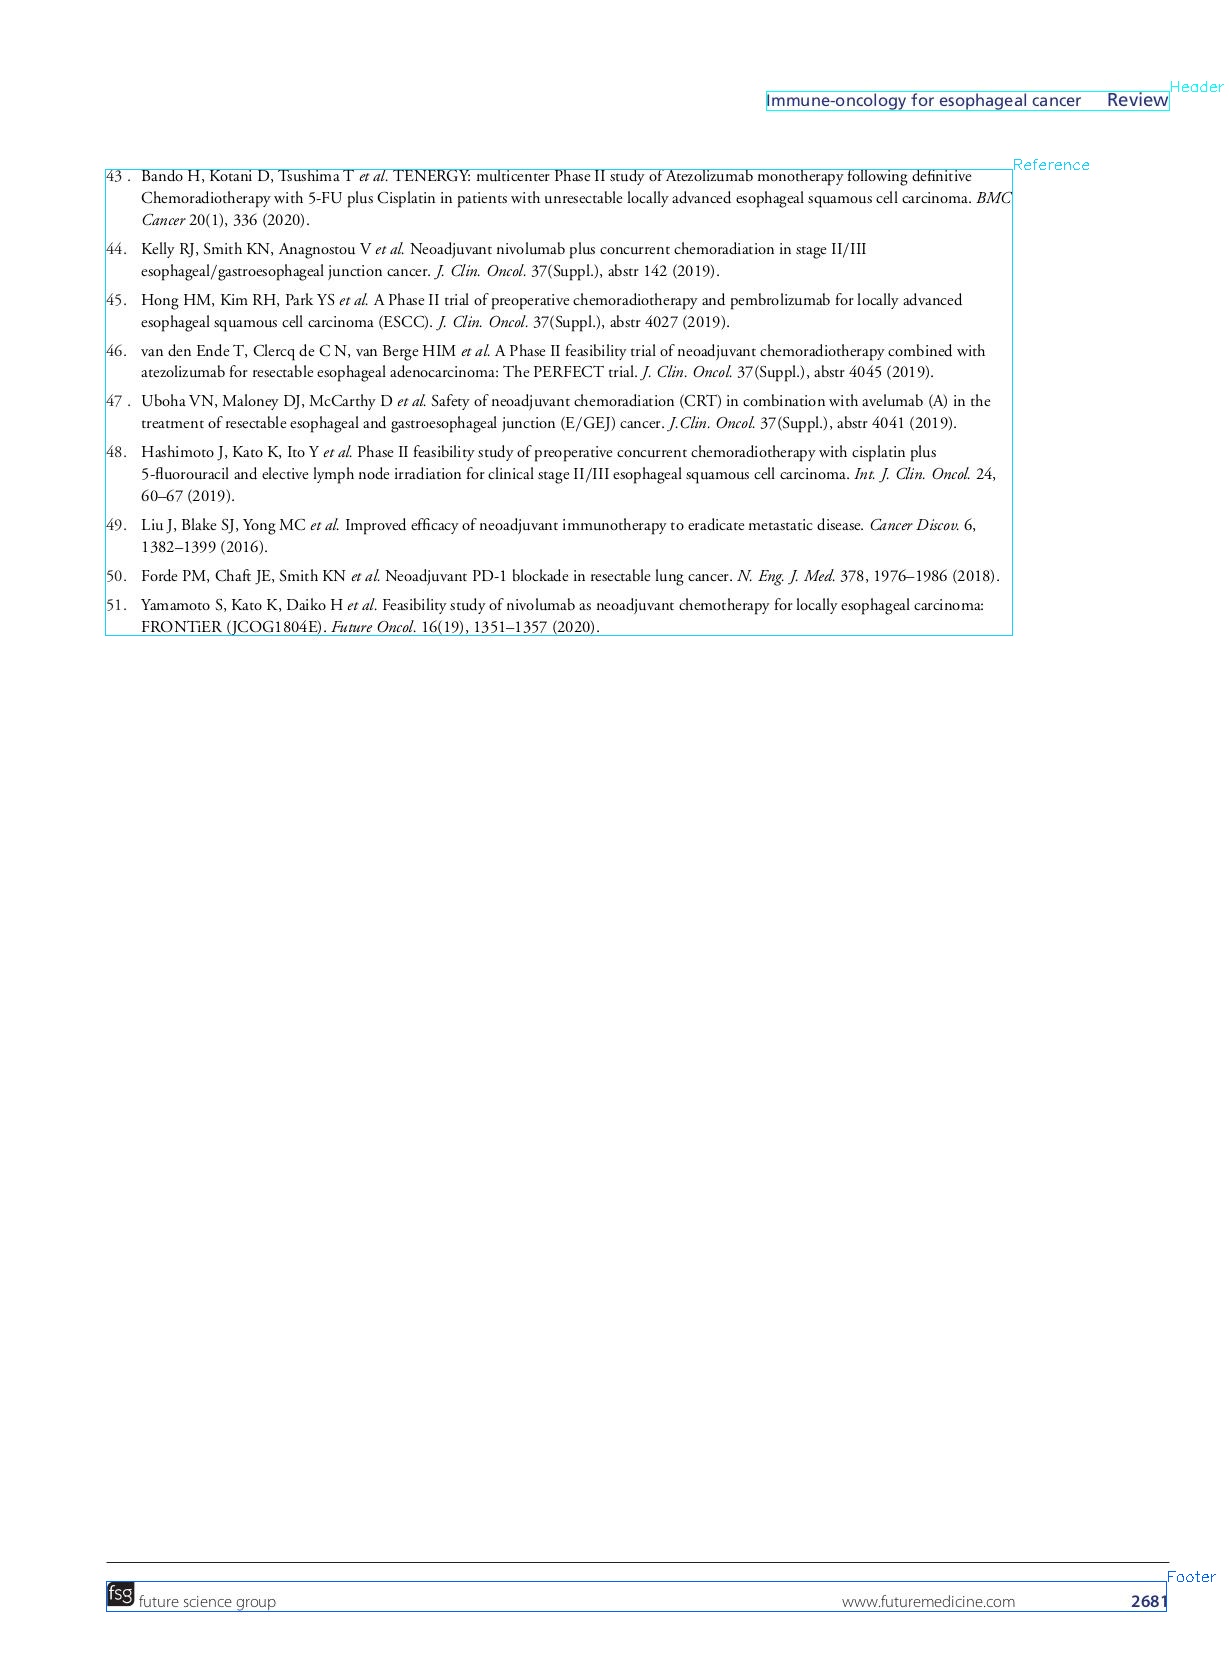 Header
Immune-oncology for esophageal cancer Review
Reference
43 . Bando H, Kotani D, Tsushima T et al. TENERGY: multicenter Phase II study of Atezolizumab monotherapy following definitive
Chemoradiotherapy with 5-FU plus Cisplatin in patients with unresectable locally advanced esophageal squamous cell carcinoma. BMC
Cancer 20(1), 336 (2020).
44. Kelly RJ, Smith KN, Anagnostou V et al. Neoadjuvant nivolumab plus concurrent chemoradiation in stage II/III
esophageal/gastroesophageal junction cancer. J. Clin. Oncol. 37(Suppl.), abstr 142 (2019).
45. Hong HM, Kim RH, Park YS et al. A Phase II trial of preoperative chemoradiotherapy and pembrolizumab for locally advanced
esophageal squamous cell carcinoma (ESCC). J. Clin. Oncol. 37(Suppl.), abstr 4027 (2019).
46. van den Ende T, Clercq de C N, van Berge HIM et al. A Phase II feasibility trial of neoadjuvant chemoradiotherapy combined with
atezolizumab for resectable esophageal adenocarcinoma: The PERFECT trial. J. Clin. Oncol. 37(Suppl.), abstr 4045 (2019).
47 . Uboha VN, Maloney DJ, McCarthy D et al. Safety of neoadjuvant chemoradiation (CRT) in combination with avelumab (A) in the
treatment of resectable esophageal and gastroesophageal junction (E/GEJ) cancer. J.Clin. Oncol. 37(Suppl.), abstr 4041 (2019).
48. Hashimoto J, Kato K, Ito Y et al. Phase II feasibility study of preoperative concurrent chemoradiotherapy with cisplatin plus
5-fluorouracil and elective lymph node irradiation for clinical stage II/III esophageal squamous cell carcinoma. Int. J. Clin. Oncol. 24,
60–67 (2019).
49. Liu J, Blake SJ, Yong MC et al. Improved efficacy of neoadjuvant immunotherapy to eradicate metastatic disease. Cancer Discov. 6,
1382–1399 (2016).
50. Forde PM, Chaft JE, Smith KN et al. Neoadjuvant PD-1 blockade in resectable lung cancer. N. Eng. J. Med. 378, 1976–1986 (2018).
51. Yamamoto S, Kato K, Daiko H et al. Feasibility study of nivolumab as neoadjuvant chemotherapy for locally esophageal carcinoma:
FRONTiER (JCOG1804E). Future Oncol. 16(19), 1351–1357 (2020).
Footer
fsg future science group www.futuremedicine.com 2681